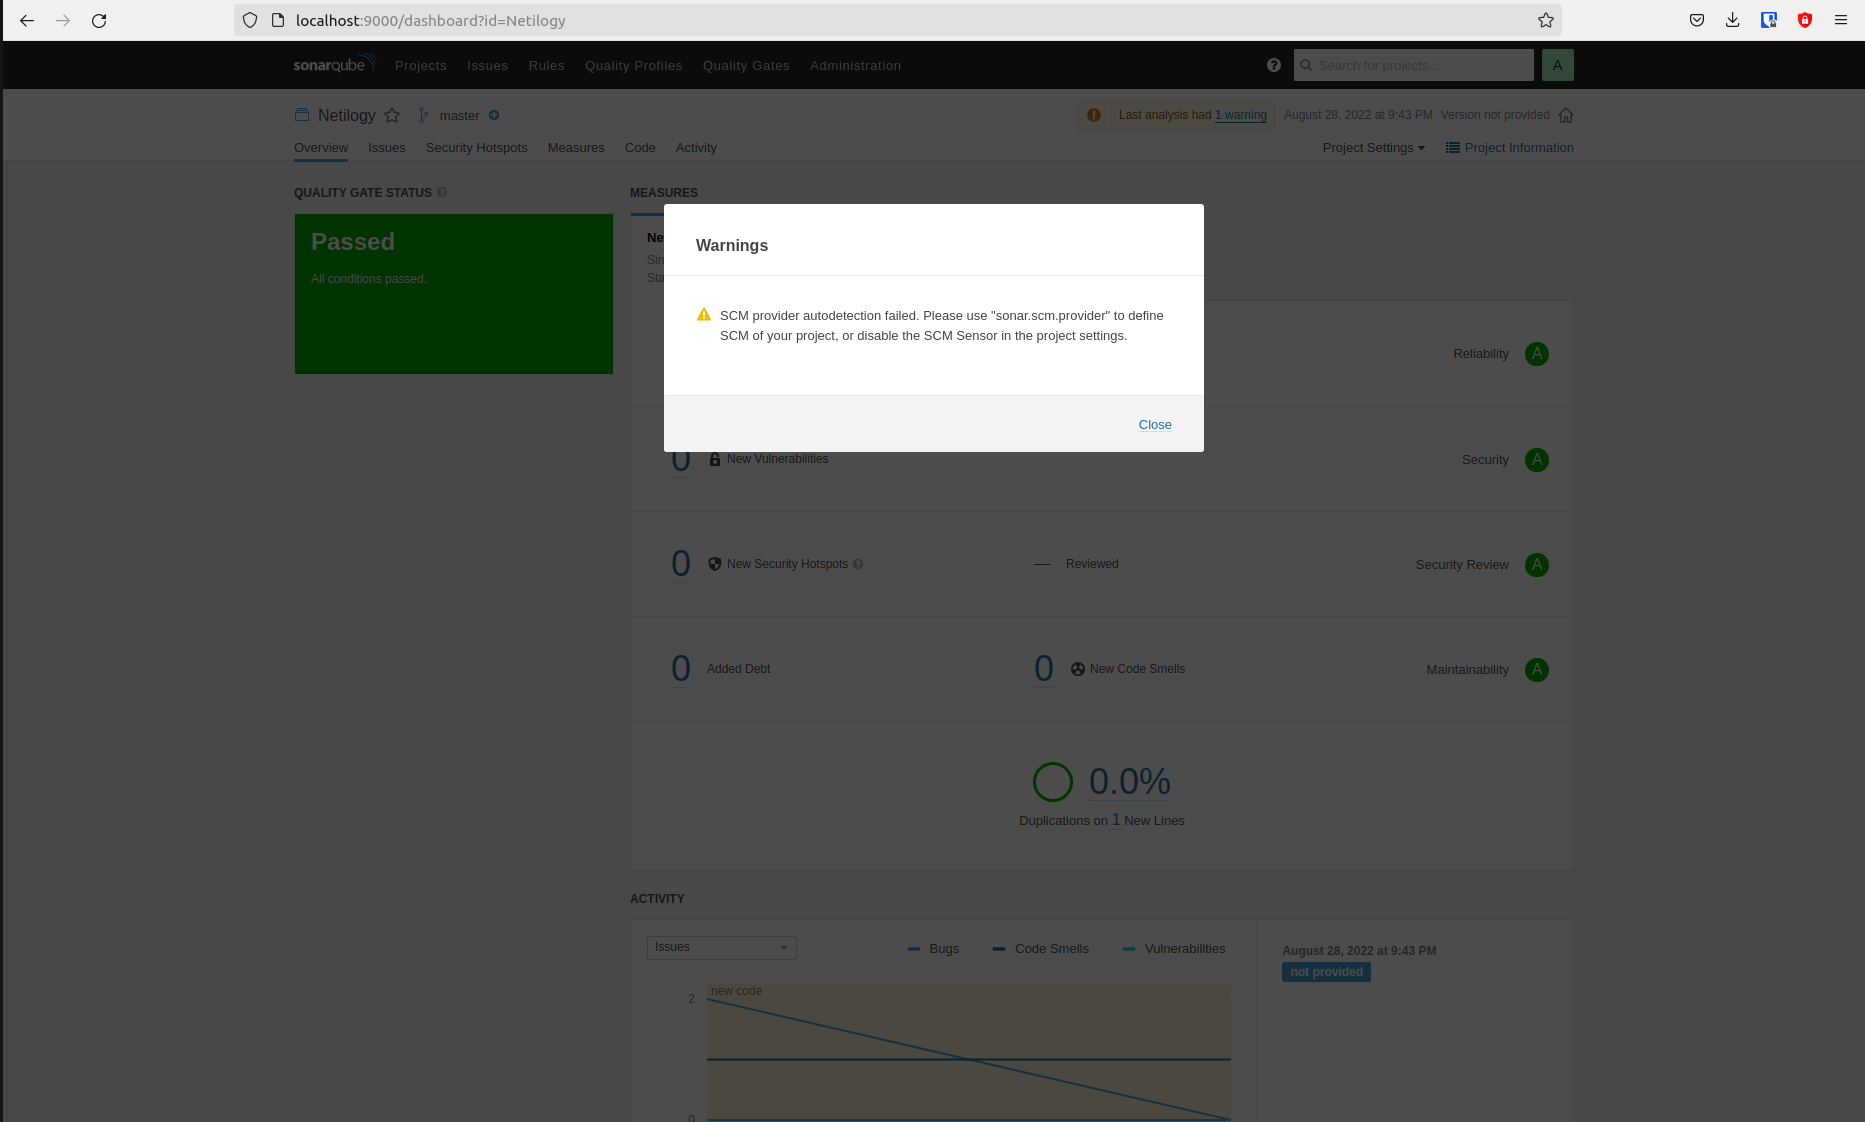 localhost:9000/dashboard?id=Netilogy
sonarqube Projects Issues Rules Quality Profiles Quality Gates Administration Search for projects... A
Netilogy master Last analysis had 1 warning August 28, 2022 at 9:43 PM Version not provided
Overview Issues Security Hotspots Measures Code Activity Project Settings Project Information
QUALITY GATE STATUS
Passed
All conditions passed.
MEASURES
Warnings
SCM provider autodetection failed. Please use "sonar.scm.provider" to define
SCM of your project, or disable the SCM Sensor in the project settings.
Close
Reliability A
0 New Vulnerabilities Security A
0 New Security Hotspots Reviewed Security Review A
0 Added Debt 0 New Code Smells Maintainability A
0.0%
Duplications on 1 New Lines
ACTIVITY
Issues Bugs Code Smells Vulnerabilities
new code
2
0
August 28, 2022 at 9:43 PM
not provided